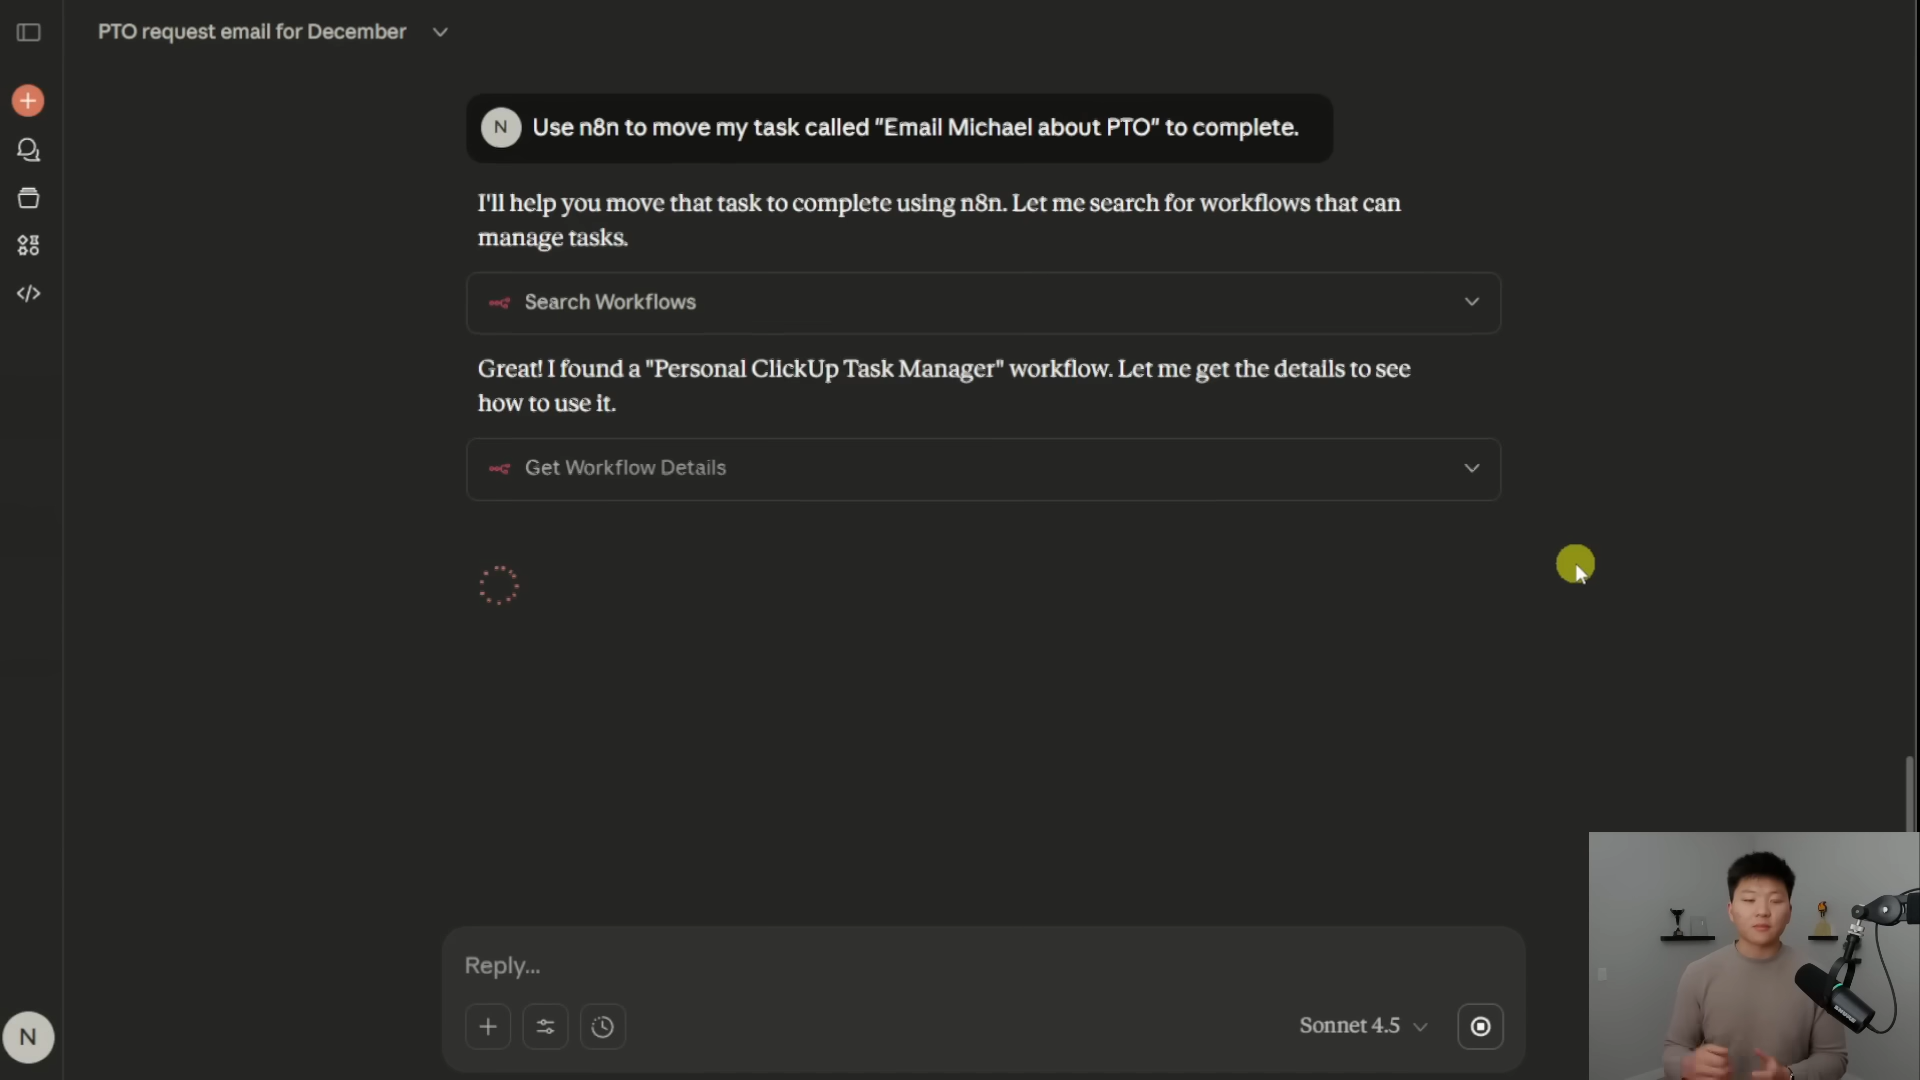 PTO request email for December
N
Use n8n to move my task called "Email Michael about PTO" to complete.
I'll help you move that task to complete using n8n. Let me search for workflows that can
manage tasks.
Search Workflows
Great! I found a "Personal ClickUp Task Manager" workflow. Let me get the details to see
how to use it.
Get Workflow Details
Reply...
Sonnet 4.5
N